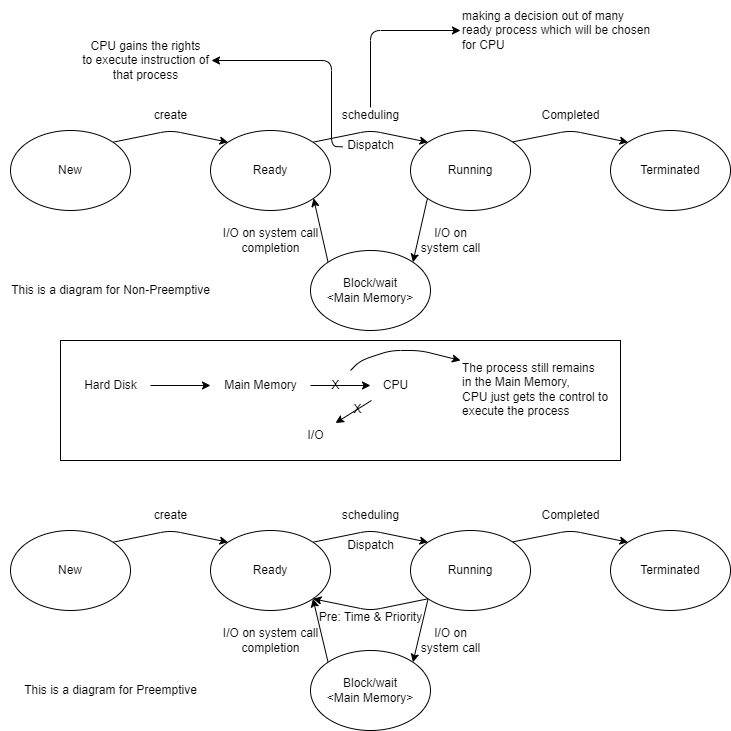 making a decision out of many
ready process which will be chosen
for CPU
CPU gains the rights
to execute instruction of
that process
create
scheduling
Completed
Dispatch
New
Ready
Running
Terminated
I/O on system call
completion
I/O on
system call
Block/wait
<Main Memory>
This is a diagram for Non-Preemptive
The process still remains
in the Main Memory,
CPU just gets the control to
execute the process
Hard Disk
Main Memory
X
CPU
X
I/O
create
scheduling
Completed
Dispatch
New
Ready
Running
Terminated
Pre: Time & Priority
I/O on system call
completion
I/O on
system call
Block/wait
<Main Memory>
This is a diagram for Preemptive